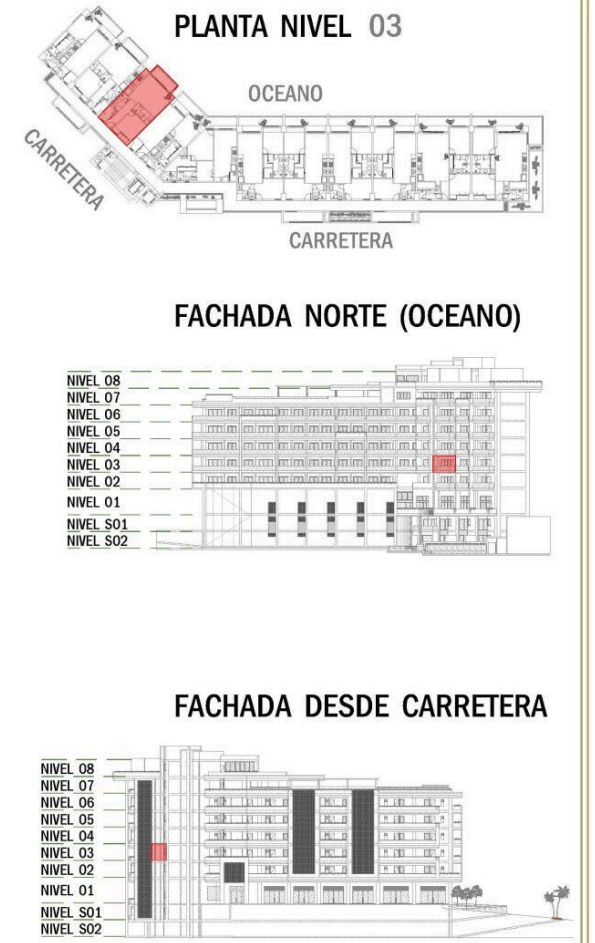 PLANTA NIVEL 03
OCEANO
CARRETERA
CARRETERA
FACHADA NORTE (OCEANO)
NIVEL 08
NIVEL 07
NIVEL 06
NIVEL 05
NIVEL 04
NIVEL 03
NIVEL 02
NIVEL 01
NIVEL S01
NIVEL S02
FACHADA DESDE CARRETERA
NIVEL 08
NIVEL 07
NIVEL 06
NIVEL 05
NIVEL 04
NIVEL 03
NIVEL 02
NIVEL 01
NIVEL S01
NIVEL S02